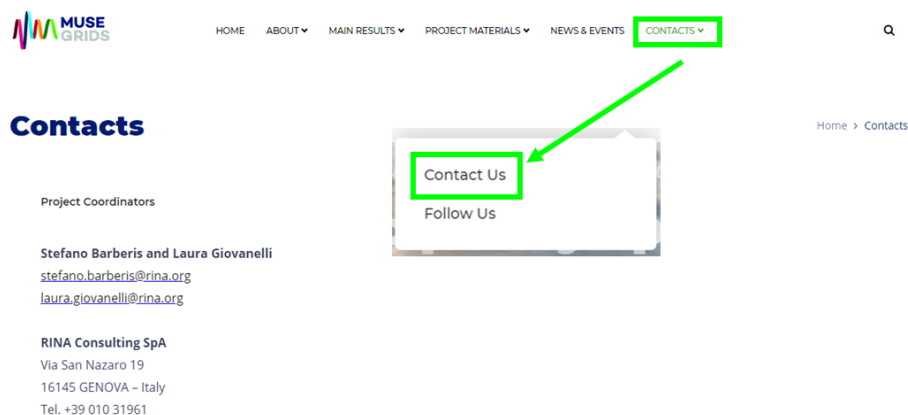 MUSE
GRIDS
HOME ABOUT MAIN RESULTS PROJECT MATERIALS NEWS & EVENTS CONTACTS
Contacts
Home > Contacts
Contact Us
Follow Us
Project Coordinators
Stefano Barberis and Laura Giovanelli
stefano.barberis@rina.org
laura.giovanelli@rina.org
RINA Consulting SpA
Via San Nazaro 19
16145 GENOVA – Italy
Tel. +39 010 31961